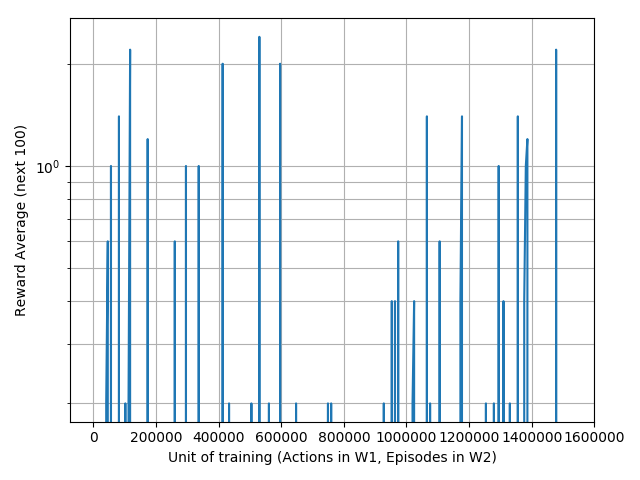 Reward Average (next 100)
10⁰
0 200000 400000 600000 800000 1000000 1200000 1400000 1600000
Unit of training (Actions in W1, Episodes in W2)